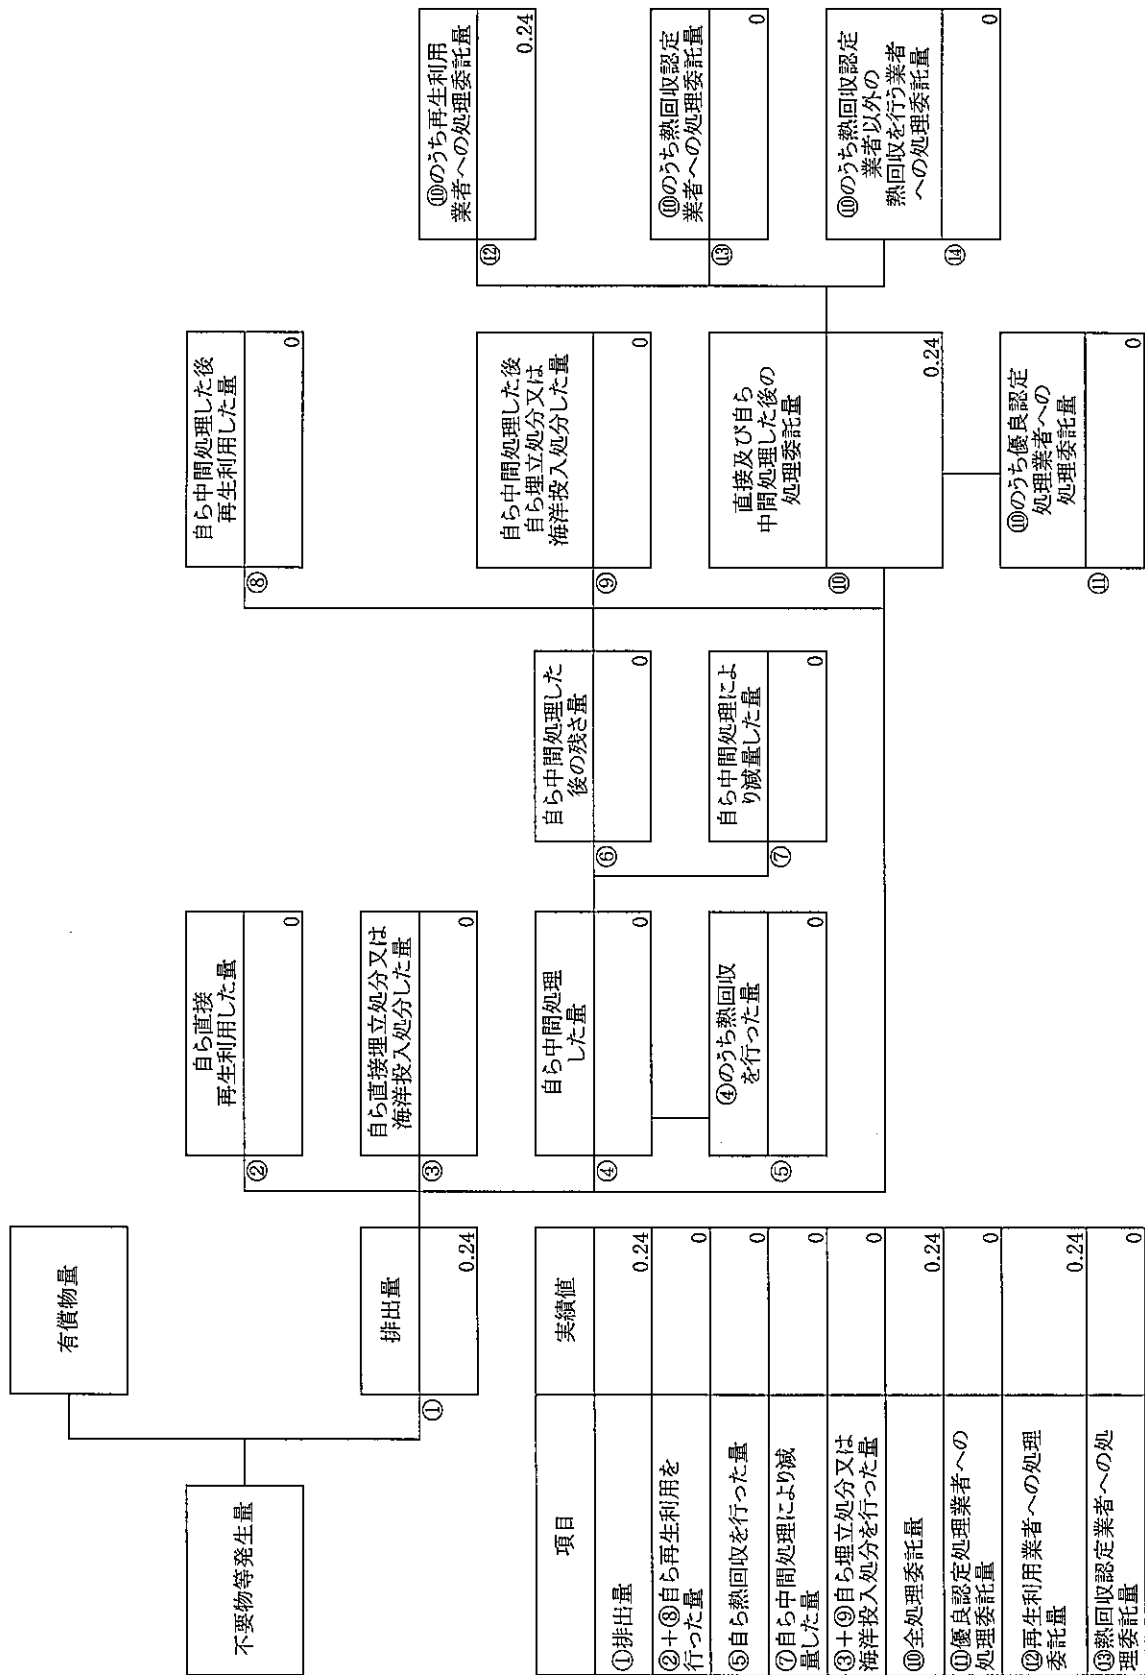 不要物等発生量
有償物量
①
排出量
0.24
②
自ら直接
再生利用した量
0
③
自ら直接埋立処分又は
海洋投入処分した量
0
④
自ら中間処理
した量
0
⑤
④のうち熱回収
を行った量
0
⑥
自ら中間処理した
後の残さ量
0
⑦
自ら中間処理によ
り減量した量
0
⑧
自ら中間処理した後
再生利用した量
0
⑨
自ら中間処理した後
自ら埋立処分又は
海洋投入処分した量
0
⑩
直接及び自ら
中間処理した後の
処理委託量
0.24
⑪
⑩のうち優良認定
処理業者への
処理委託量
0
⑫
⑩のうち再生利用
業者への処理委託量
0.24
⑬
⑩のうち熱回収認定
業者への処理委託量
0
⑭
⑩のうち熱回収認定
業者以外の
熱回収を行う業者
への処理委託量
0
項目 実績値
①排出量 0.24
②+⑧自ら再生利用を
行った量 0
⑤自ら熱回収を行った量 0
⑦自ら中間処理により減
量した量 0
③+⑨自ら埋立処分又は
海洋投入処分を行った量 0
⑩全処理委託量 0.24
⑪優良認定処理業者への
処理委託量 0
⑫再生利用業者への処理
委託量 0.24
⑬熱回収認定業者への処
理委託量 0